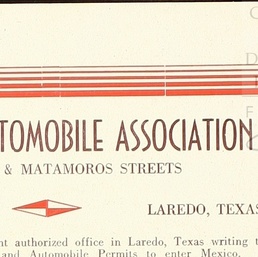 TOMOBILE ASSOCIATION
& MATAMOROS STREETS
LAREDO, TEXAS
nt authorized office in Laredo, Texas writing t
and Automobile Permits to enter Mexico.